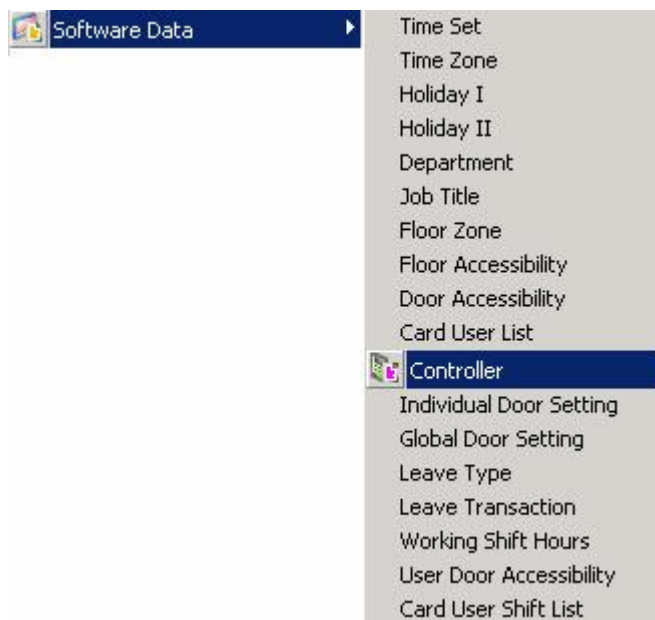 Software Data
Time Set
Time Zone
Holiday I
Holiday II
Department
Job Title
Floor Zone
Floor Accessibility
Door Accessibility
Card User List
Controller
Individual Door Setting
Global Door Setting
Leave Type
Leave Transaction
Working Shift Hours
User Door Accessibility
Card User Shift List